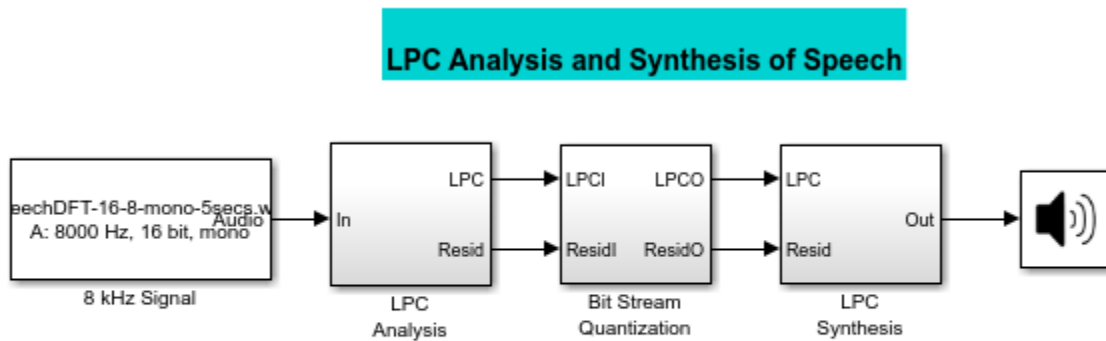 LPC Analysis and Synthesis of Speech
eechDFT-16-8-mono-5secs.w
Audio
A: 8000 Hz, 16 bit, mono
8 kHz Signal
In
LPC
Resid
LPC
Analysis
LPCI
LPCO
ResidI
ResidO
Bit Stream
Quantization
LPC
Resid
Out
LPC
Synthesis